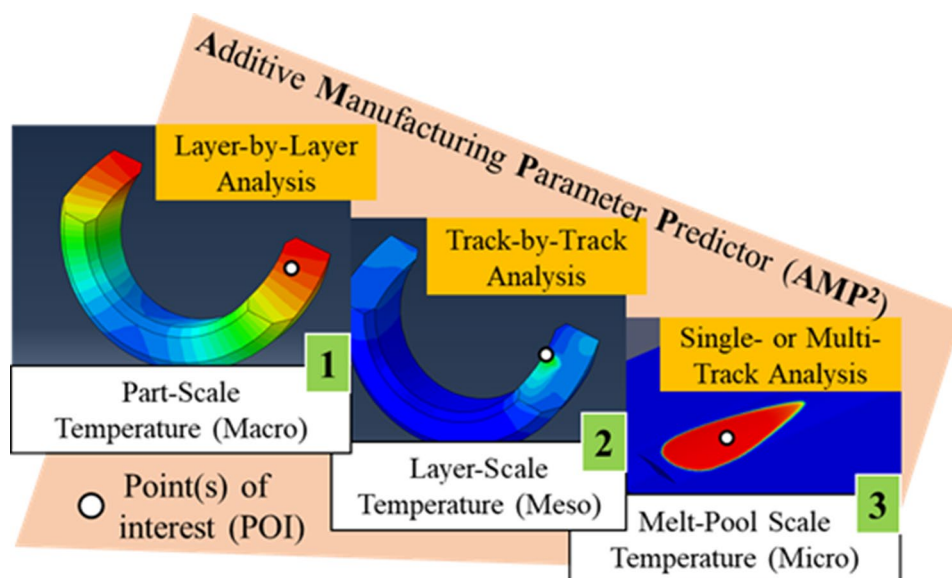 Additive Manufacturing Parameter Predictor (AMP²)
Layer-by-Layer
Analysis
1
Part-Scale
Temperature (Macro)
Track-by-Track
Analysis
2
Layer-Scale
Temperature (Meso)
Single- or Multi-
Track Analysis
3
Melt-Pool Scale
Temperature (Micro)
Point(s) of
interest (POI)